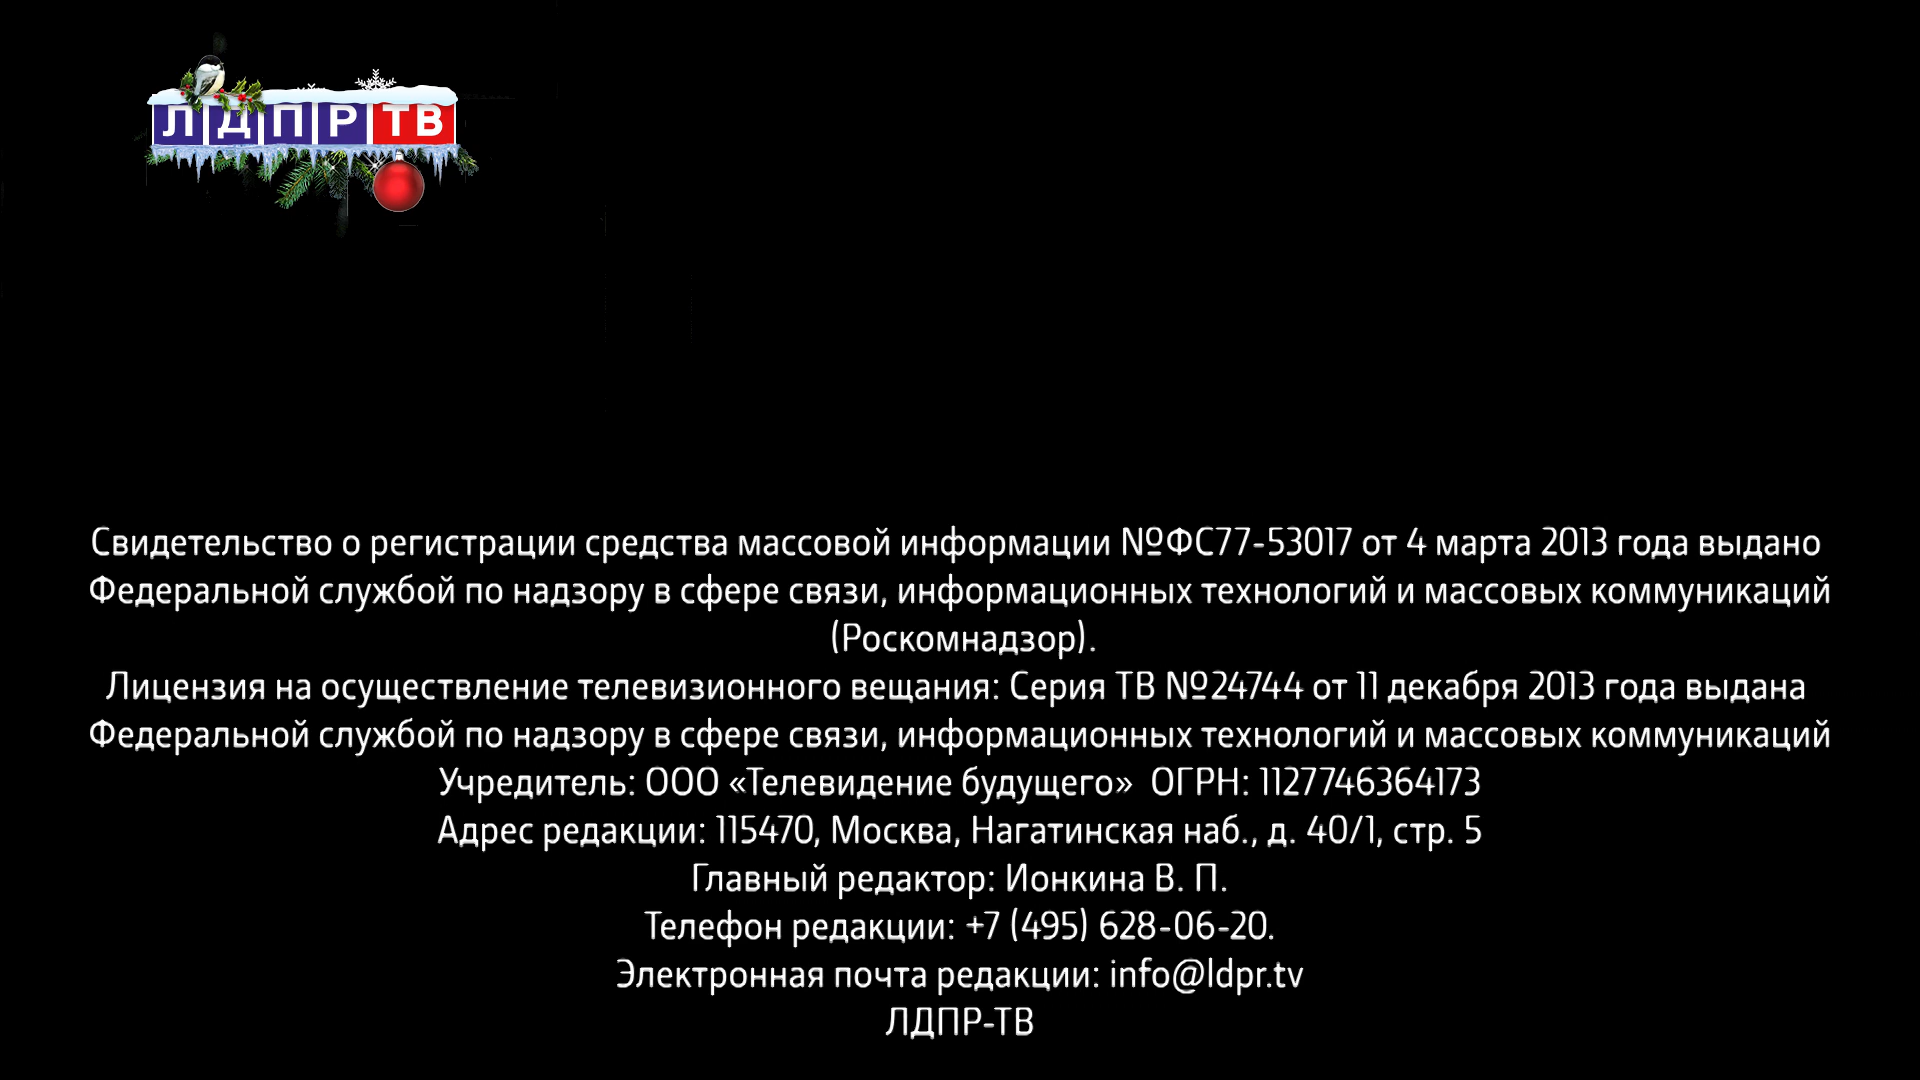 ЛДПР ТВ
Свидетельство о регистрации средства массовой информации №ФС77-53017 от 4 марта 2013 года выдано
Федеральной службой по надзору в сфере связи, информационных технологий и массовых коммуникаций
(Роскомнадзор).
Лицензия на осуществление телевизионного вещания: Серия ТВ №24744 от 11 декабря 2013 года выдана
Федеральной службой по надзору в сфере связи, информационных технологий и массовых коммуникаций
Учредитель: ООО «Телевидение будущего» ОГРН: 1127746364173
Адрес редакции: 115470, Москва, Нагатинская наб., д. 40/1, стр. 5
Главный редактор: Ионкина В. П.
Телефон редакции: +7 (495) 628-06-20.
Электронная почта редакции: info@ldpr.tv
ЛДПР-ТВ